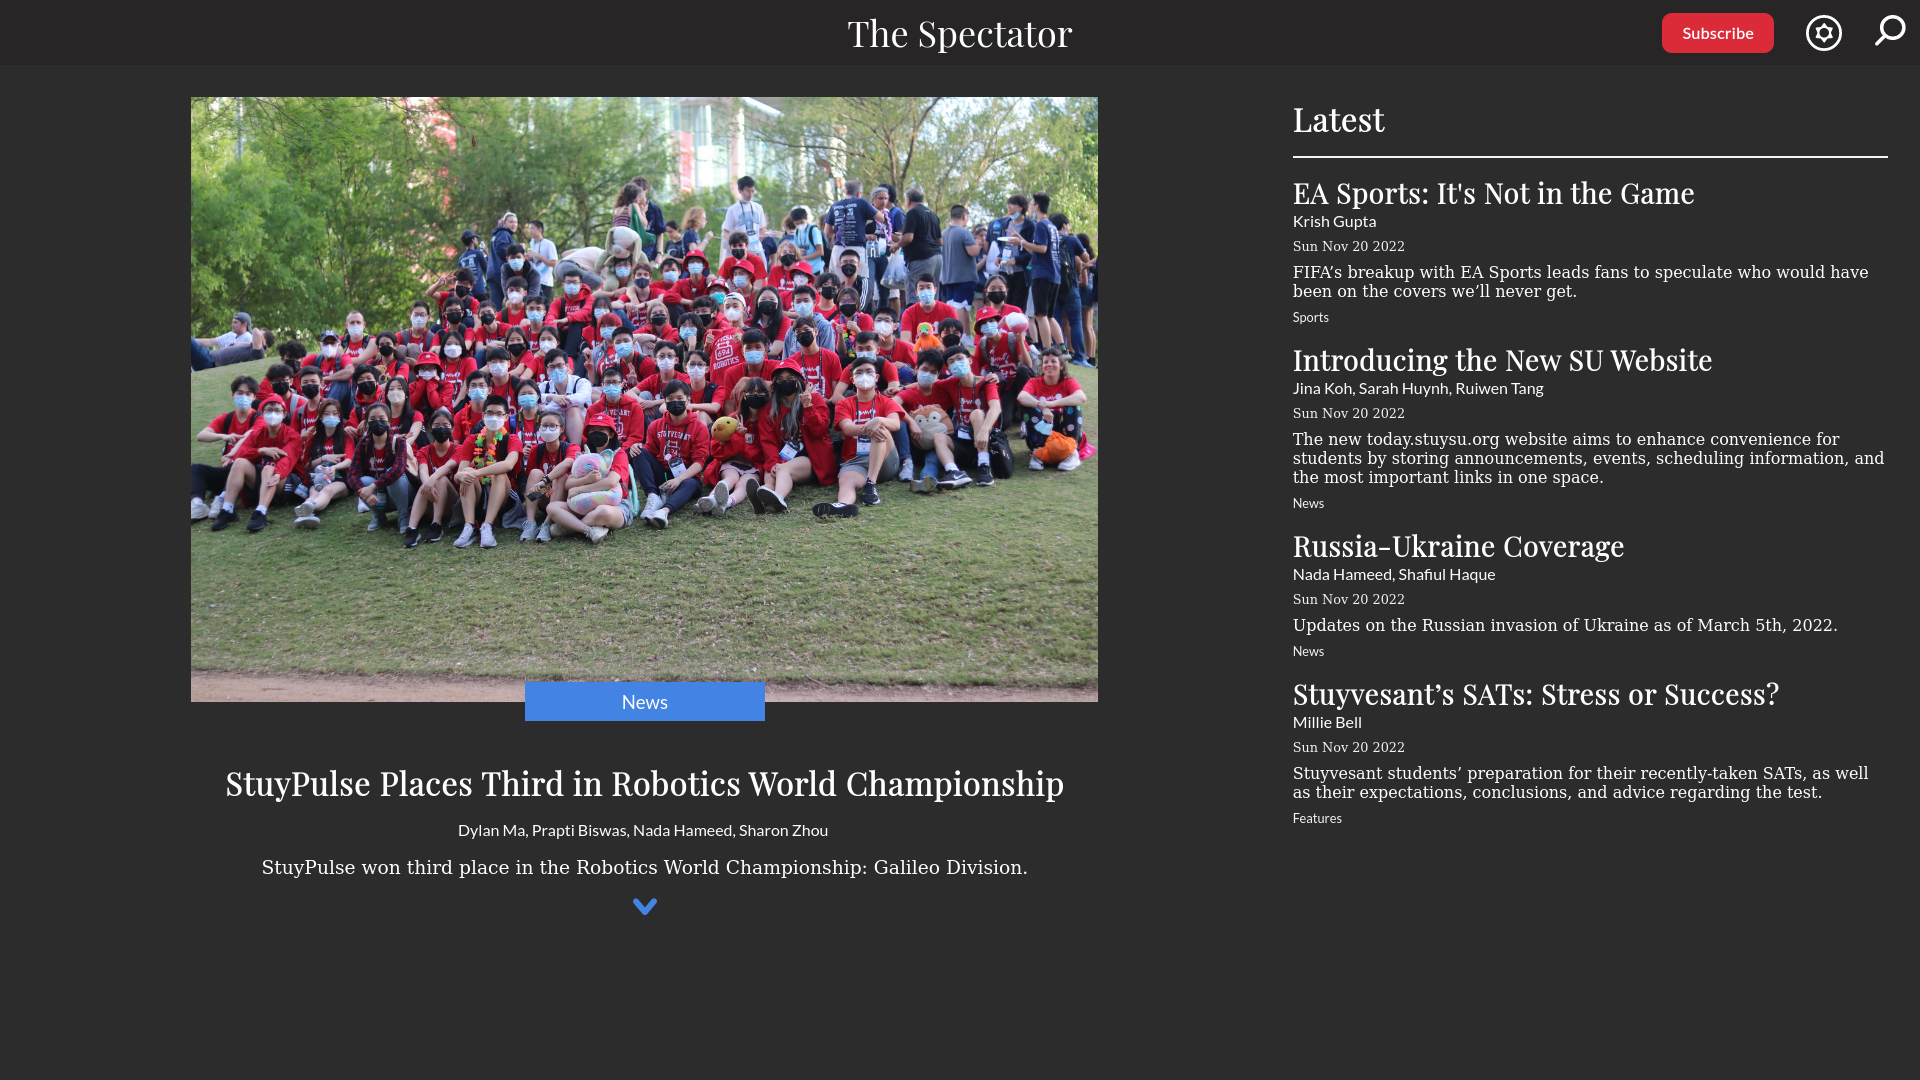 The Spectator
Subscribe
694
ROBOTICS
STUYVESANT
News
StuyPulse Places Third in Robotics World Championship
Dylan Ma, Prapti Biswas, Nada Hameed, Sharon Zhou
StuyPulse won third place in the Robotics World Championship: Galileo Division.
Latest
EA Sports: It's Not in the Game
Krish Gupta
Sun Nov 20 2022
FIFA’s breakup with EA Sports leads fans to speculate who would have
been on the covers we’ll never get.
Sports
Introducing the New SU Website
Jina Koh, Sarah Huynh, Ruiwen Tang
Sun Nov 20 2022
The new today.stuysu.org website aims to enhance convenience for
students by storing announcements, events, scheduling information, and
the most important links in one space.
News
Russia-Ukraine Coverage
Nada Hameed, Shafiul Haque
Sun Nov 20 2022
Updates on the Russian invasion of Ukraine as of March 5th, 2022.
News
Stuyvesant’s SATs: Stress or Success?
Millie Bell
Sun Nov 20 2022
Stuyvesant students’ preparation for their recently-taken SATs, as well
as their expectations, conclusions, and advice regarding the test.
Features